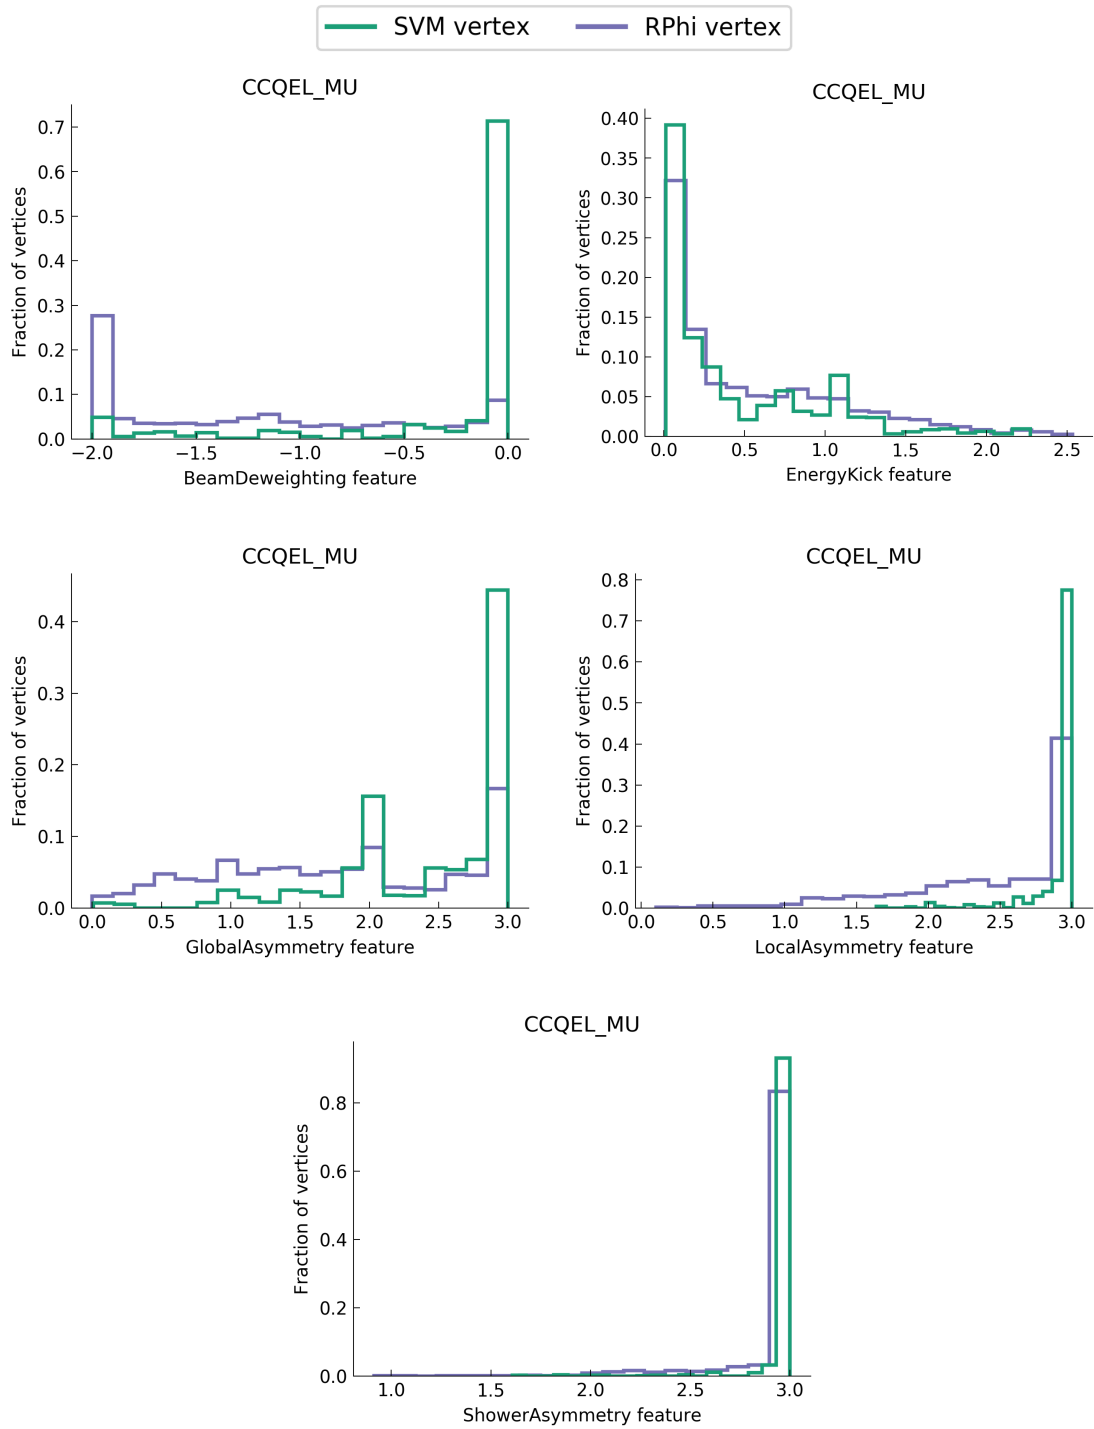 SVM vertex RPhi vertex
CCQEL_MU
0.7
0.6
0.5
0.4
0.3
0.2
0.1
0.0
Fraction of vertices
−2.0 −1.5 −1.0 −0.5 0.0
BeamDeweighting feature
CCQEL_MU
0.40
0.35
0.30
0.25
0.20
0.15
0.10
0.05
0.00
Fraction of vertices
0.0 0.5 1.0 1.5 2.0 2.5
EnergyKick feature
CCQEL_MU
0.4
0.3
0.2
0.1
0.0
Fraction of vertices
0.0 0.5 1.0 1.5 2.0 2.5 3.0
GlobalAsymmetry feature
CCQEL_MU
0.8
0.7
0.6
0.5
0.4
0.3
0.2
0.1
0.0
Fraction of vertices
0.0 0.5 1.0 1.5 2.0 2.5 3.0
LocalAsymmetry feature
CCQEL_MU
0.8
0.6
0.4
0.2
0.0
Fraction of vertices
1.0 1.5 2.0 2.5 3.0
ShowerAsymmetry feature